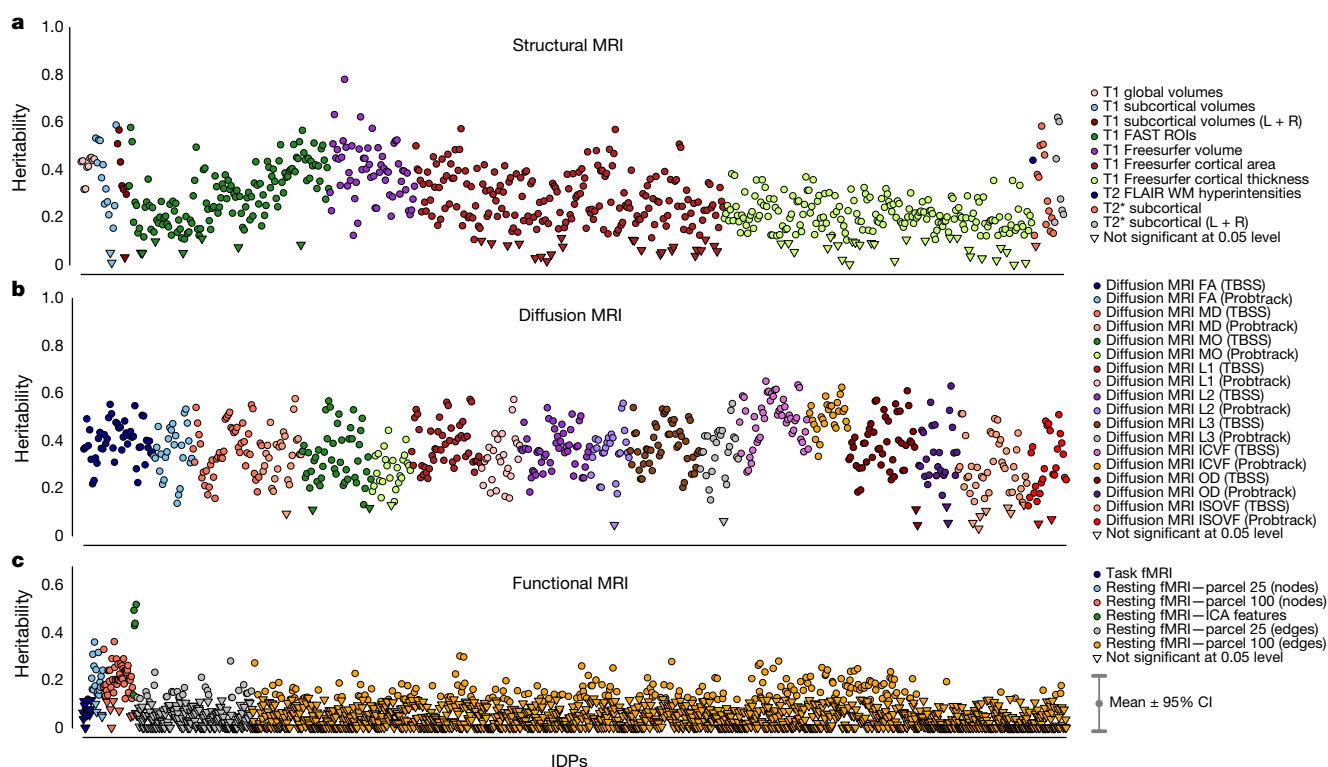 a
1.0
Structural MRI
0.8
0.6
0.4
0.2
0
Heritability
T1 global volumes
T1 subcortical volumes
T1 subcortical volumes (L + R)
T1 FAST ROIs
T1 Freesurfer volume
T1 Freesurfer cortical area
T1 Freesurfer cortical thickness
T2 FLAIR WM hyperintensities
T2* subcortical
T2* subcortical (L + R)
Not significant at 0.05 level
b
1.0
Diffusion MRI
0.8
0.6
0.4
0.2
0
Heritability
Diffusion MRI FA (TBSS)
Diffusion MRI FA (Probtrack)
Diffusion MRI MD (TBSS)
Diffusion MRI MD (Probtrack)
Diffusion MRI MO (TBSS)
Diffusion MRI MO (Probtrack)
Diffusion MRI L1 (TBSS)
Diffusion MRI L1 (Probtrack)
Diffusion MRI L2 (TBSS)
Diffusion MRI L2 (Probtrack)
Diffusion MRI L3 (TBSS)
Diffusion MRI L3 (Probtrack)
Diffusion MRI ICVF (TBSS)
Diffusion MRI ICVF (Probtrack)
Diffusion MRI OD (TBSS)
Diffusion MRI OD (Probtrack)
Diffusion MRI ISOVF (TBSS)
Diffusion MRI ISOVF (Probtrack)
Not significant at 0.05 level
c
Functional MRI
0.6
0.4
0.2
0
Heritability
Task fMRI
Resting fMRI—parcel 25 (nodes)
Resting fMRI—parcel 100 (nodes)
Resting fMRI—ICA features
Resting fMRI—parcel 25 (edges)
Resting fMRI—parcel 100 (edges)
Not significant at 0.05 level
Mean ± 95% CI
IDPs